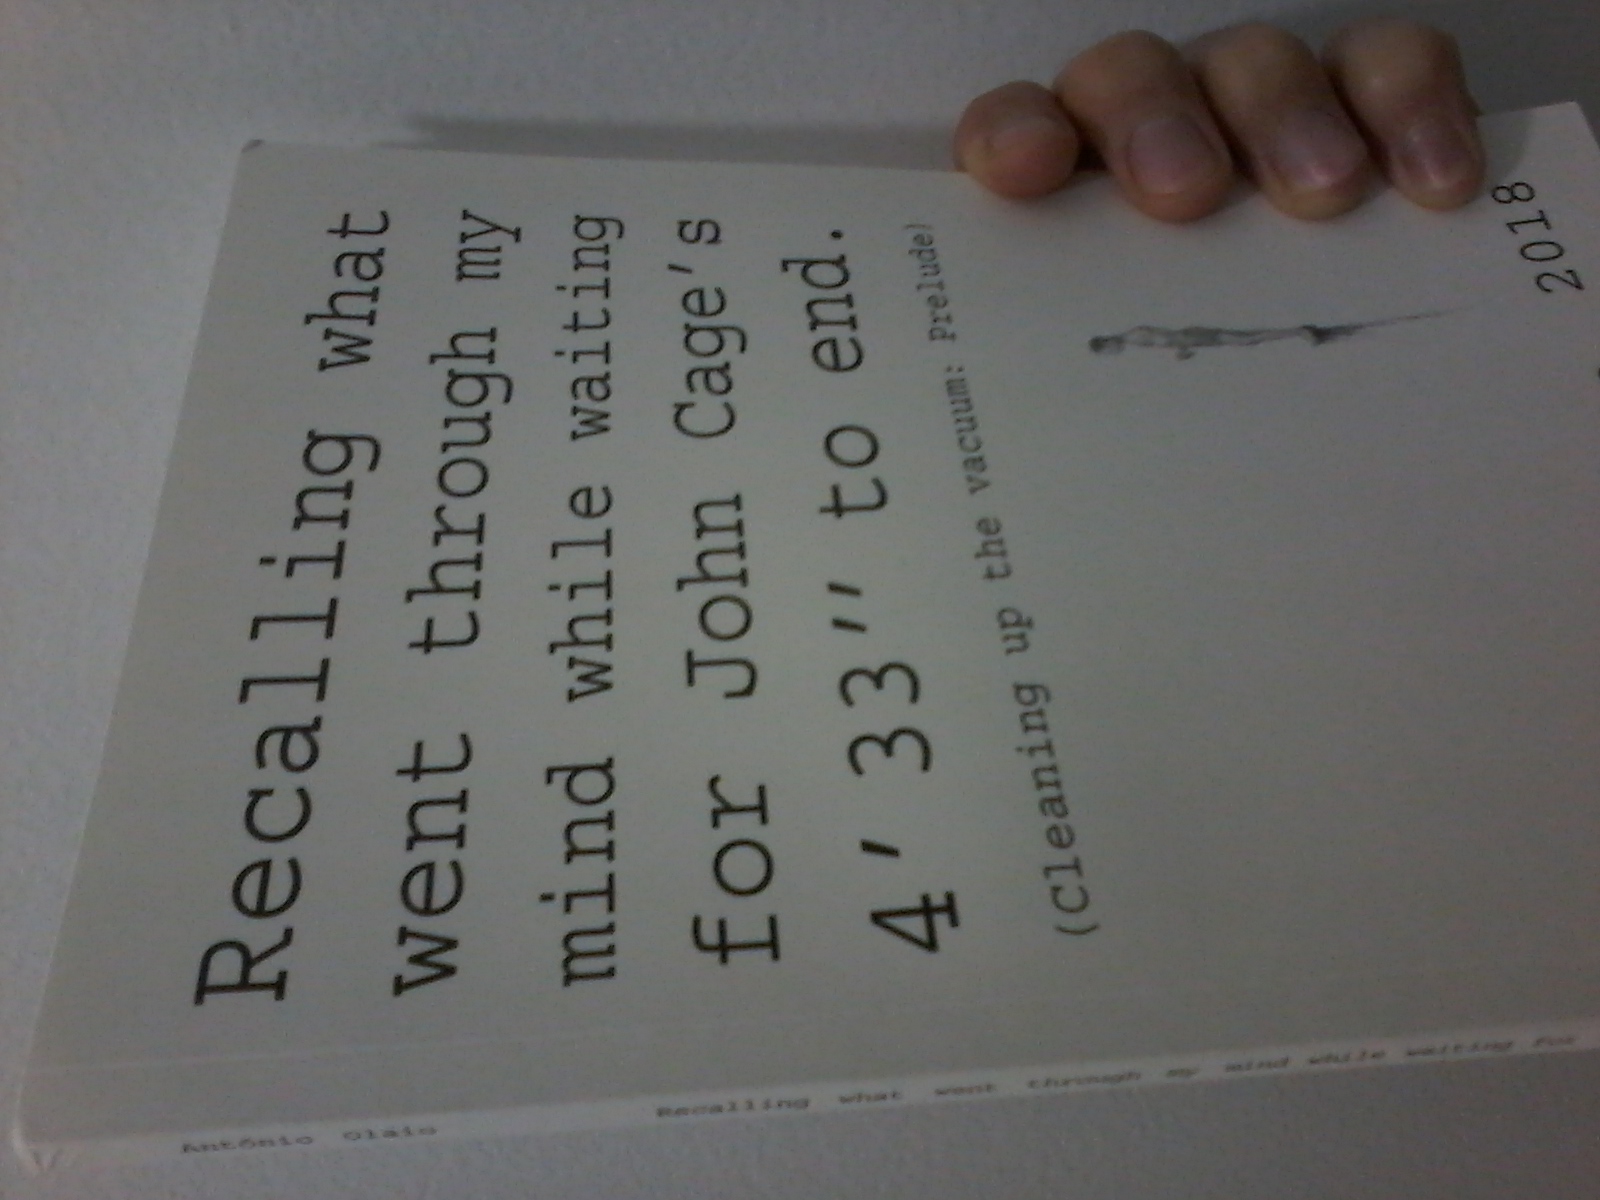 Recalling what
went through my
mind while waiting
for John Cage's
4'33" to end.
(Cleaning up the vacuum: Prelude)
2018
António Olaio Recalling what went through my mind while waiting for